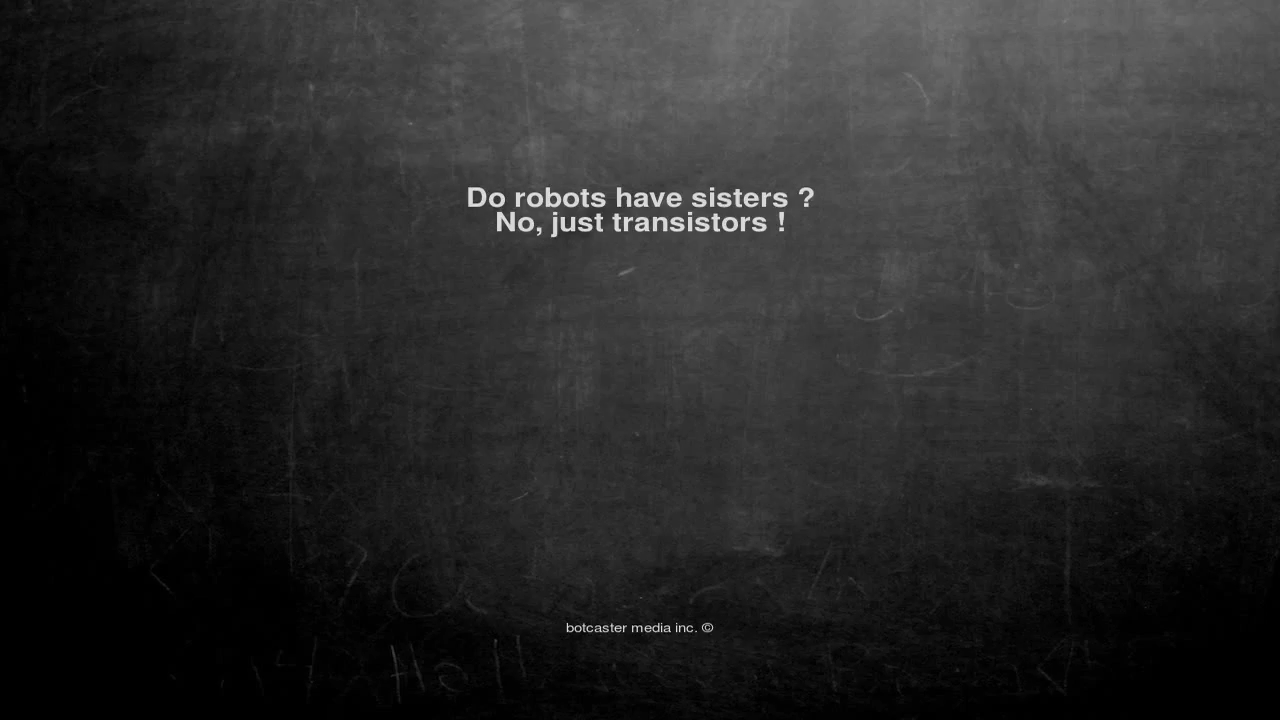 Do robots have sisters ?
No, just transistors !
botcaster media inc. ©